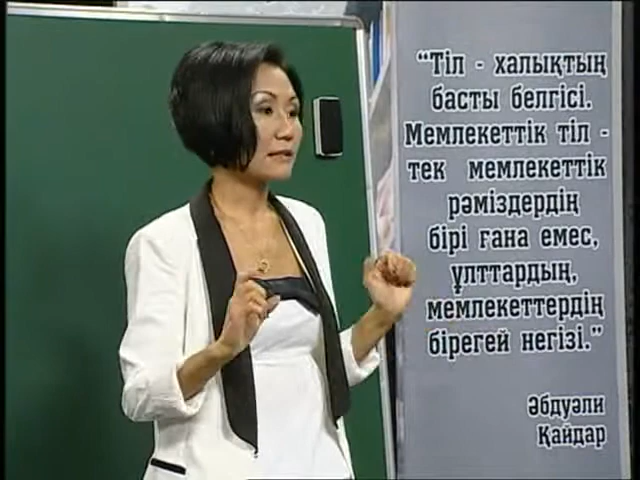 “Тіл - халықтың
басты белгісі.
Мемлекеттік тіл -
тек мемлекеттік
рәміздердің
бірі ғана емес,
ұлттардың,
мемлекеттердің
бірегей негізі.”
Әбдуәли
Қайдар